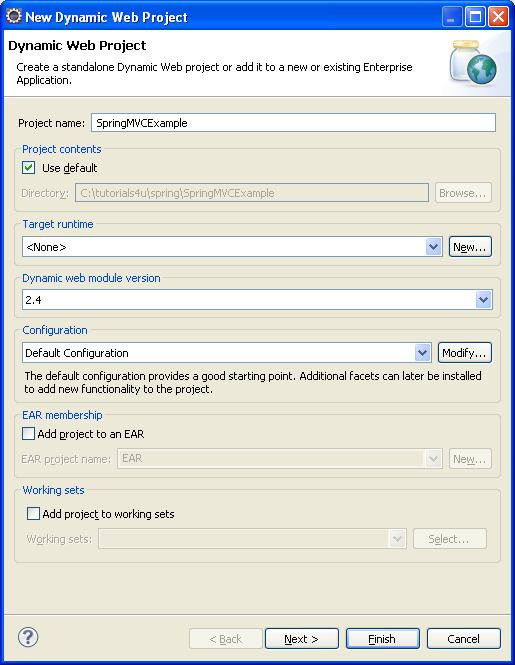 New Dynamic Web Project
Dynamic Web Project
Create a standalone Dynamic Web project or add it to a new or existing Enterprise
Application.
Project name: SpringMVCExample
Project contents
Use default
Directory: C:\tutorials4u\spring\SpringMVCExample Browse...
Target runtime
<None> New...
Dynamic web module version
2.4
Configuration
Default Configuration Modify...
The default configuration provides a good starting point. Additional facets can later be installed
to add new functionality to the project.
EAR membership
Add project to an EAR
EAR project name: EAR New...
Working sets
Add project to working sets
Working sets: Select...
? < Back Next > Finish Cancel